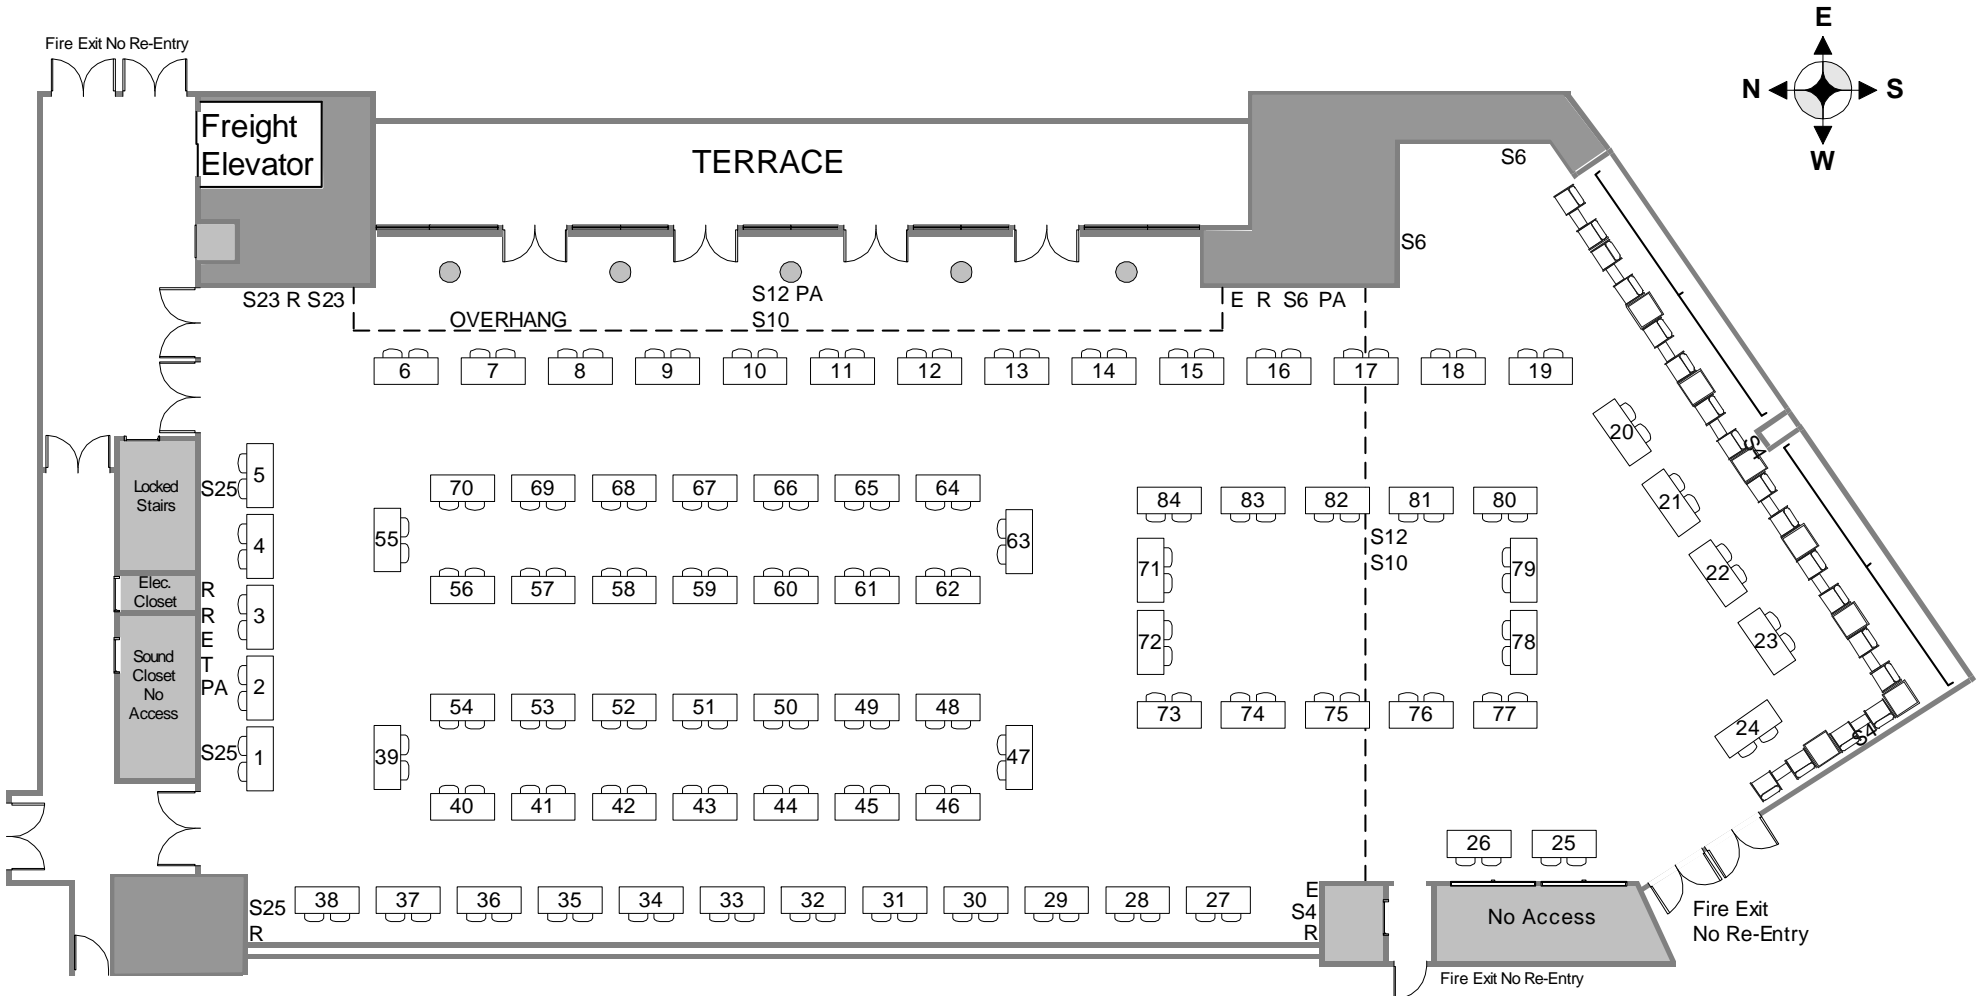 E
Fire Exit No Re-Entry
N
S
Freight
Elevator
TERRACE
S6
W
S6
S12 PA
S23 R S23
E R S6 PA
OVERHANG
S10
6
7
8
9
10
11
12
13
14
15
16
17
18
19
20
S4
5
Locked
Stairs
S25
70
69
68
67
66
65
64
84
83
82
81
80
21
S12
S10
55
63
4
71
79
22
Elec.
Closet
R
56
57
58
59
60
61
62
3
R
E
72
78
23
Sound
Closet
No
Access
T
PA
2
54
53
52
51
50
49
48
73
74
75
76
77
24
S4
S25
1
39
47
40
41
42
43
44
45
46
26
25
38
37
36
35
34
33
32
31
30
29
28
27
S25
R
E
S4
R
No Access
Fire Exit
No Re-Entry
Fire Exit No Re-Entry